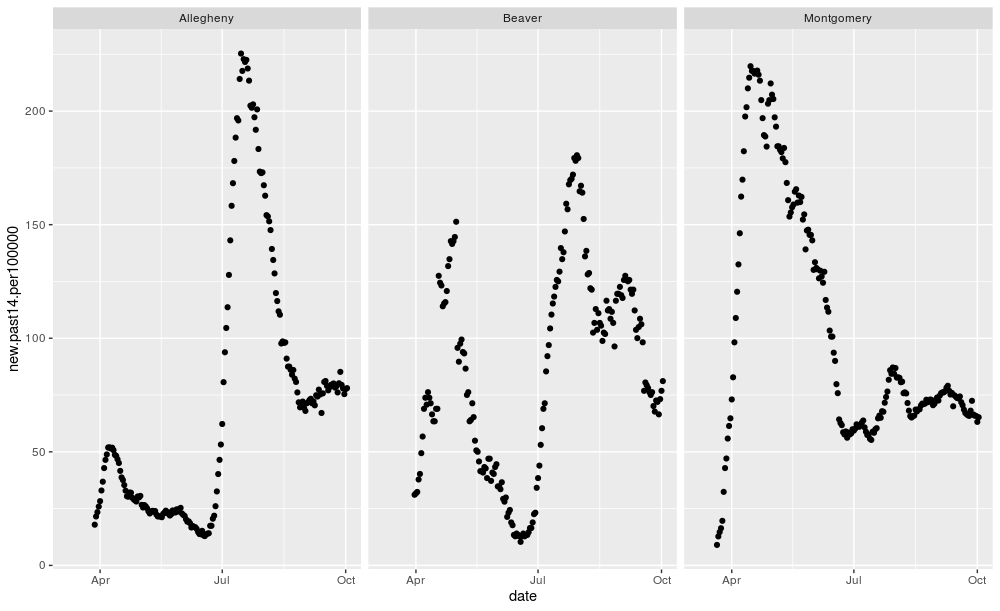 Allegheny
Beaver
Montgomery
new.past14.per100000
200
150
100
50
0
Apr
Jul
Oct
Apr
Jul
Oct
Apr
Jul
Oct
date